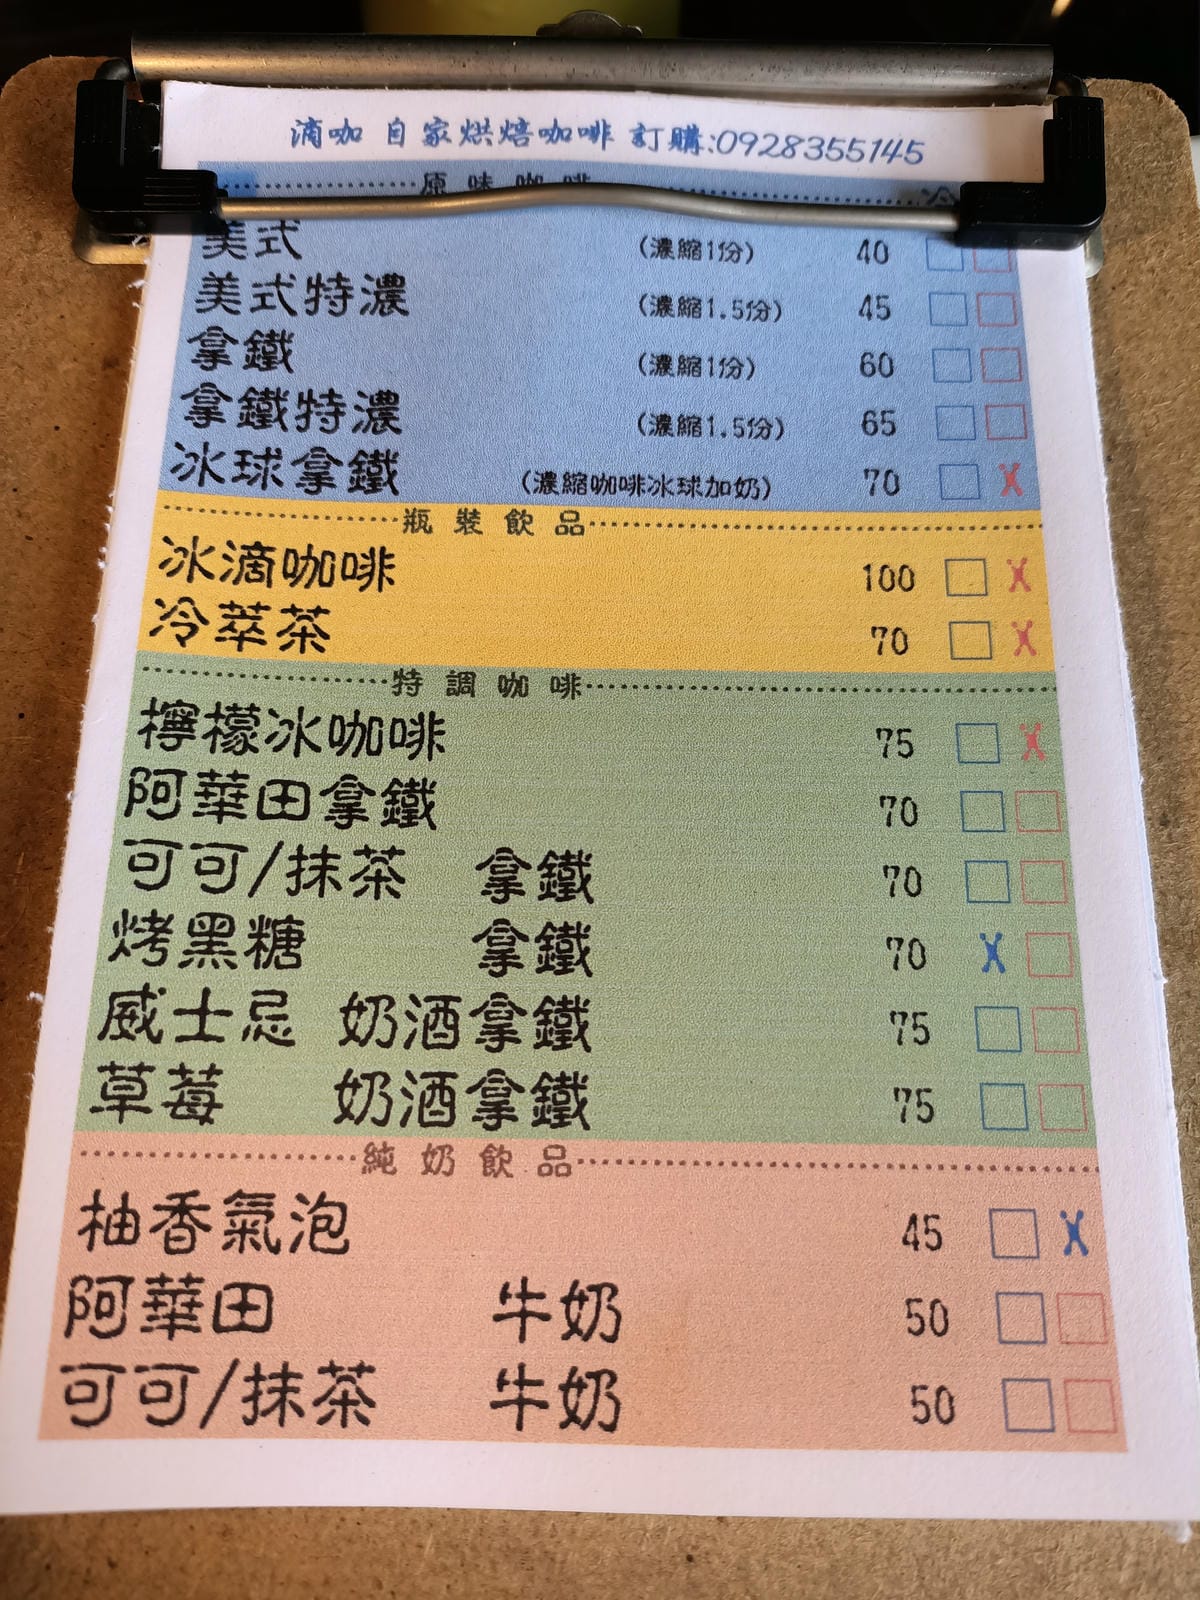 滴咖 自家烘焙咖啡 訂購:0928355145
原味咖啡 冷
美式 (濃縮1份) 40
美式特濃 (濃縮1.5份) 45
拿鐵 (濃縮1份) 60
拿鐵特濃 (濃縮1.5份) 65
冰球拿鐵 (濃縮咖啡冰球加奶) 70 □ X
瓶裝飲品
冰滴咖啡 100 □ X
冷萃茶 70 □ X
特調咖啡
檸檬冰咖啡 75 □ X
阿華田拿鐵 70
可可/抹茶 拿鐵 70
烤黑糖 拿鐵 70 X □
威士忌 奶酒拿鐵 75
草莓 奶酒拿鐵 75
純奶飲品
柚香氣泡 45 □ X
阿華田 牛奶 50
可可/抹茶 牛奶 50